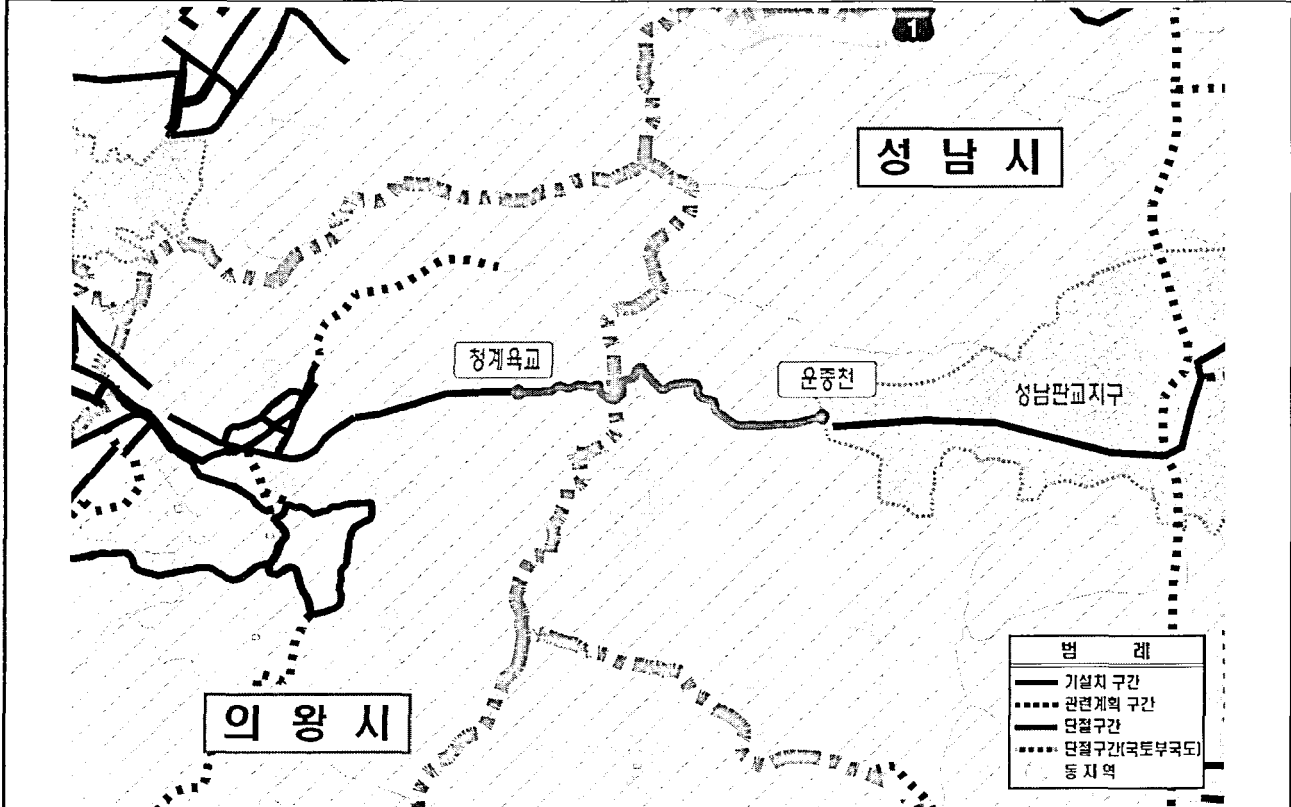 1
성남시
청계육교
운중천
성남판교지구
의왕시
범 례
기설치 구간
관련계획 구간
단절구간
단절구간(국토부국도)
동지역